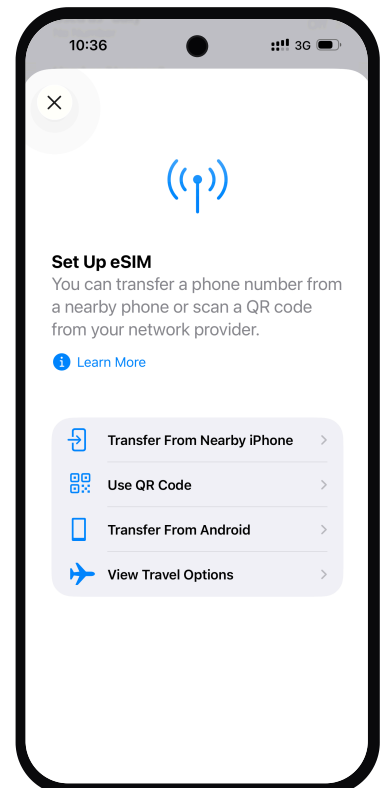 10:36
3G
Set Up eSIM
You can transfer a phone number from
a nearby phone or scan a QR code
from your network provider.
Learn More
Transfer From Nearby iPhone
Use QR Code
Transfer From Android
View Travel Options